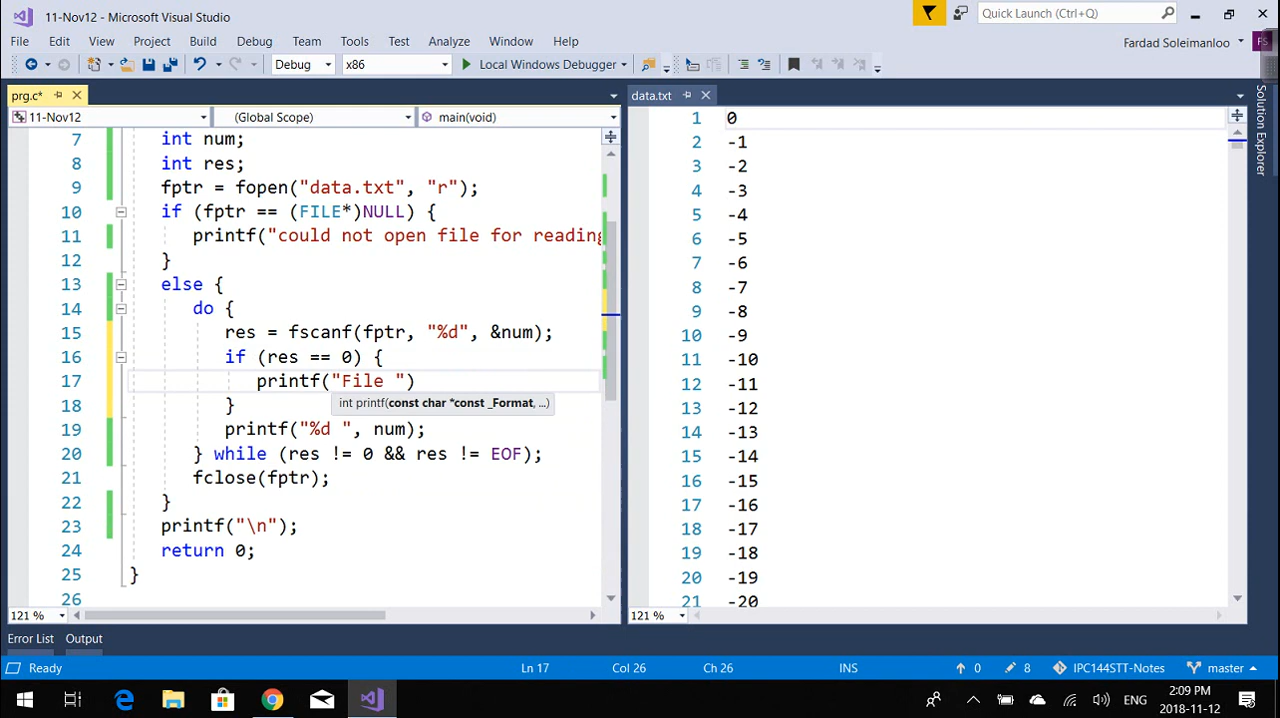 11-Nov12 - Microsoft Visual Studio
Quick Launch (Ctrl+Q)
File Edit View Project Build Debug Team Tools Test Analyze Window Help
Fardad Soleimanloo FS
Debug x86 Local Windows Debugger
prg.c*
11-Nov12 (Global Scope) main(void)
7 int num;
8 int res;
9 fptr = fopen("data.txt", "r");
10 if (fptr == (FILE*)NULL) {
11 printf("could not open file for reading
12 }
13 else {
14 do {
15 res = fscanf(fptr, "%d", &num);
16 if (res == 0) {
17 printf("File ")
int printf(const char *const _Format, ...)
18 }
19 printf("%d ", num);
20 } while (res != 0 && res != EOF);
21 fclose(fptr);
22 }
23 printf("\n");
24 return 0;
25 }
26
121 %
data.txt
1 0
2 -1
3 -2
4 -3
5 -4
6 -5
7 -6
8 -7
9 -8
10 -9
11 -10
12 -11
13 -12
14 -13
15 -14
16 -15
17 -16
18 -17
19 -18
20 -19
21 -20
121 %
Solution Explorer
Error List Output
Ready Ln 17 Col 26 Ch 26 INS 0 8 IPC144STT-Notes master
ENG
2:09 PM
2018-11-12